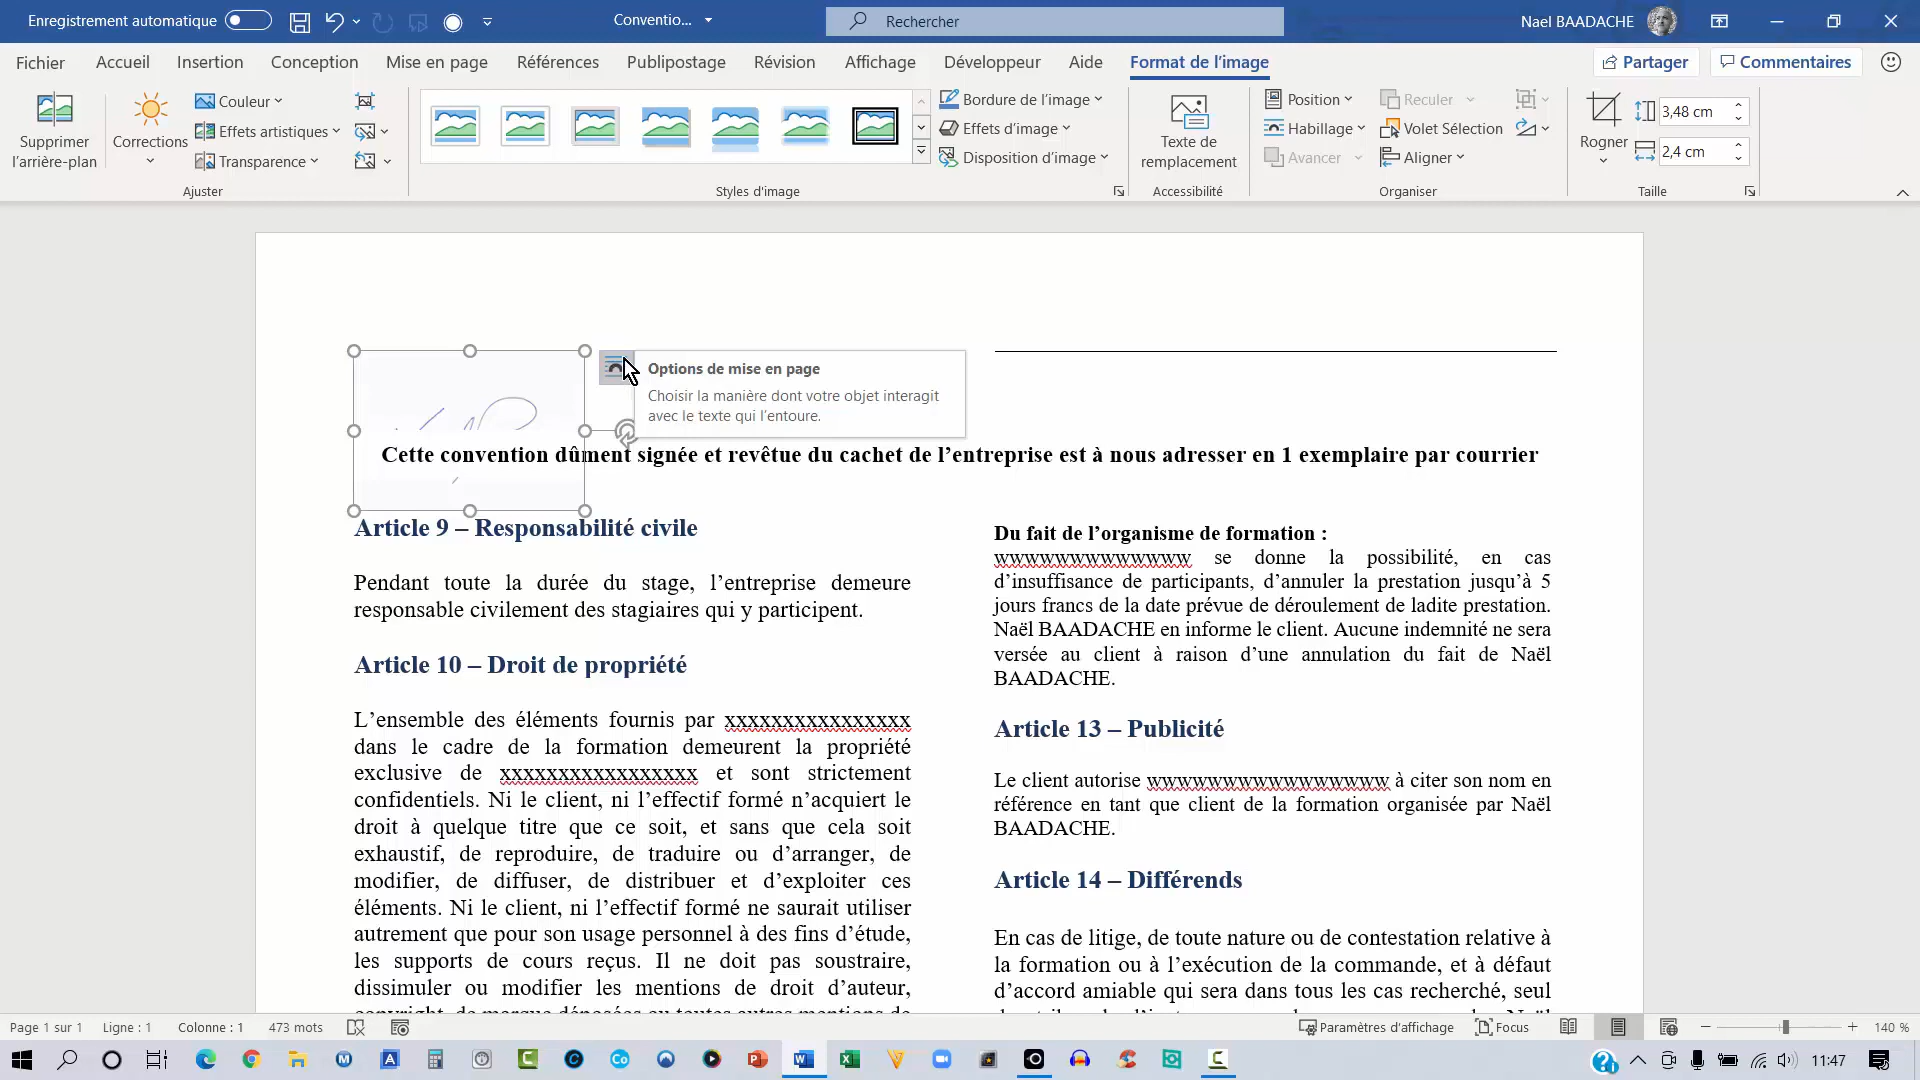 Enregistrement automatique
Conventio...
Rechercher
Nael BAADACHE
Fichier Accueil Insertion Conception Mise en page Références Publipostage Révision Affichage Développeur Aide Format de l'image
Partager
Commentaires
Supprimer l'arrière-plan
Corrections
Couleur
Effets artistiques
Transparence
Ajuster
Styles d'image
Bordure de l'image
Effets d'image
Disposition d'image
Texte de remplacement
Accessibilité
Position
Habillage
Avancer
Reculer
Volet Sélection
Aligner
Organiser
Rogner
3,48 cm
2,4 cm
Taille
Options de mise en page
Choisir la manière dont votre objet interagit
avec le texte qui l'entoure.
Cette convention dûment signée et revêtue du cachet de l'entreprise est à nous adresser en 1 exemplaire par courrier
Article 9 – Responsabilité civile
Pendant toute la durée du stage, l'entreprise demeure
responsable civilement des stagiaires qui y participent.
Article 10 – Droit de propriété
L'ensemble des éléments fournis par xxxxxxxxxxxxxxxx
dans le cadre de la formation demeurent la propriété
exclusive de xxxxxxxxxxxxxxxxx et sont strictement
confidentiels. Ni le client, ni l'effectif formé n'acquiert le
droit à quelque titre que ce soit, et sans que cela soit
exhaustif, de reproduire, de traduire ou d'arranger, de
modifier, de diffuser, de distribuer et d'exploiter ces
éléments. Ni le client, ni l'effectif formé ne saurait utiliser
autrement que pour son usage personnel à des fins d'étude,
les supports de cours reçus. Il ne doit pas soustraire,
dissimuler ou modifier les mentions de droit d'auteur,
copyright, de marque déposées ou toutes autres mentions de
Du fait de l'organisme de formation :
wwwwwwwwwwwww se donne la possibilité, en cas
d'insuffisance de participants, d'annuler la prestation jusqu'à 5
jours francs de la date prévue de déroulement de ladite prestation.
Naël BAADACHE en informe le client. Aucune indemnité ne sera
versée au client à raison d'une annulation du fait de Naël
BAADACHE.
Article 13 – Publicité
Le client autorise wwwwwwwwwwwwwwww à citer son nom en
référence en tant que client de la formation organisée par Naël
BAADACHE.
Article 14 – Différends
En cas de litige, de toute nature ou de contestation relative à
la formation ou à l'exécution de la commande, et à défaut
d'accord amiable qui sera dans tous les cas recherché, seul
Page 1 sur 1 Ligne : 1 Colonne : 1 473 mots
Paramètres d'affichage
Focus
140 %
11:47